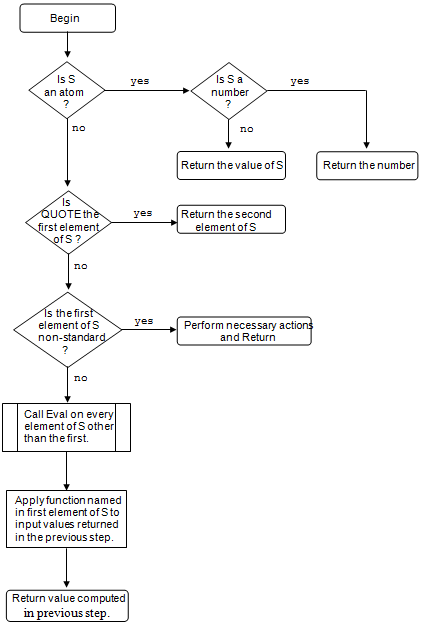 Begin
Is S
an atom
?
yes
Is S a
number
?
yes
no
no
Return the value of S
Return the number
Is
QUOTE the
first element
of S ?
yes
Return the second
element of S
no
Is the first
element of S
non-standard
?
yes
Perform necessary actions
and Return
no
Call Eval on every
element of S other
than the first.
Apply function named
in first element of S to
input values returned
in the previous step.
Return value computed
in previous step.